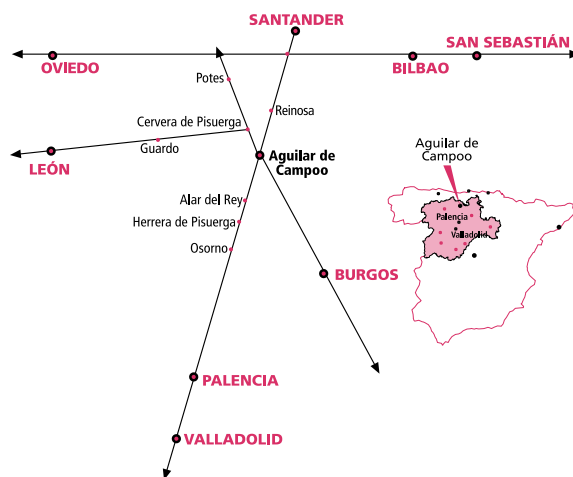 SANTANDER
SAN SEBASTIÁN
OVIEDO
BILBAO
Potes
Reinosa
Cervera de Pisuerga
Guardo
LEÓN
Aguilar de
Campoo
Aguilar de
Campoo
Alar del Rey
Herrera de Pisuerga
Osorno
Palencia
Valladolid
BURGOS
PALENCIA
VALLADOLID